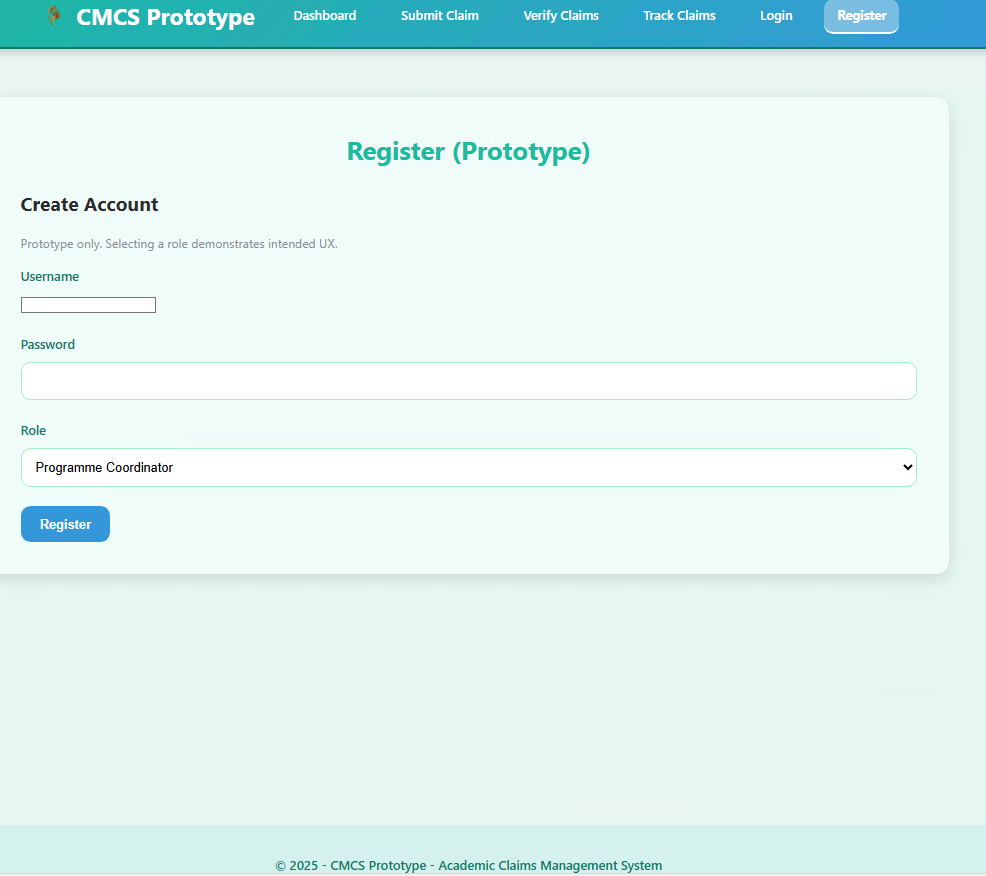 CMCS Prototype Dashboard Submit Claim Verify Claims Track Claims Login Register
Register (Prototype)
Create Account
Prototype only. Selecting a role demonstrates intended UX.
Username
Password
Role
Programme Coordinator
Register
© 2025 - CMCS Prototype - Academic Claims Management System